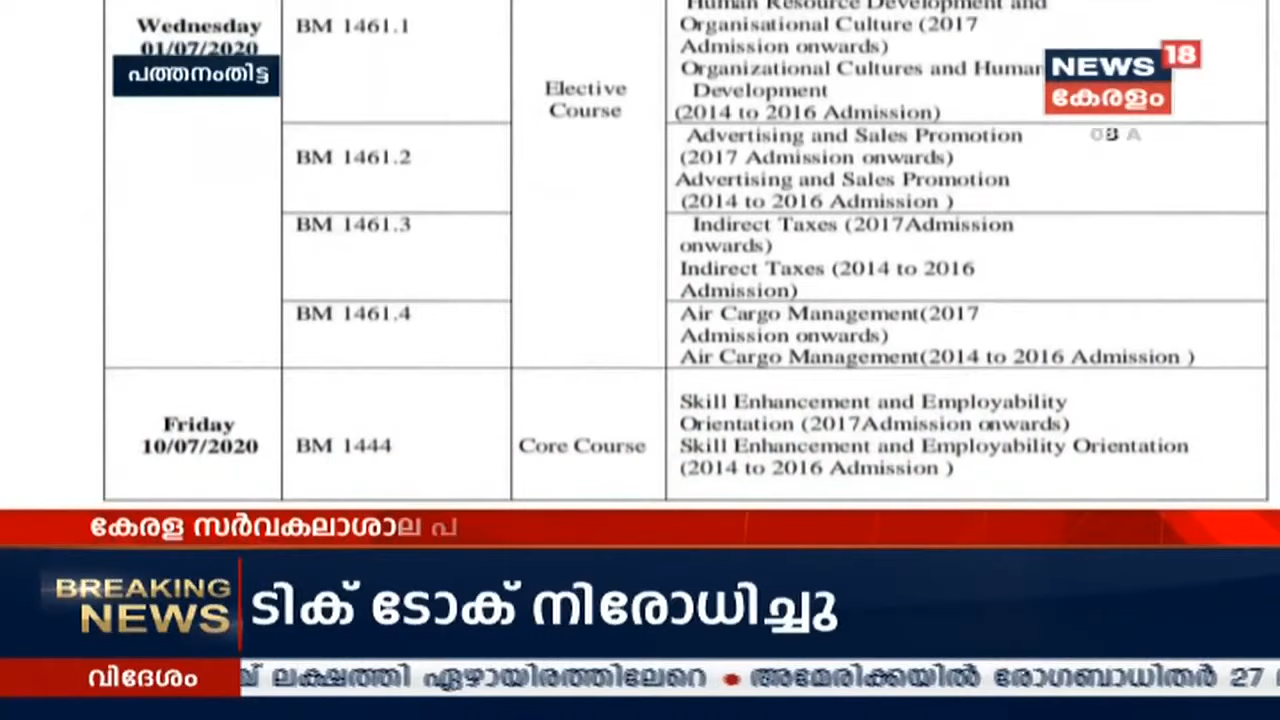 Wednesday
01/07/2020
പത്തനംതിട്ട
BM 1461.1
Elective
Course
Human Resource Development and
Organisational Culture (2017
Admission onwards)
Organizational Cultures and Human
Development
(2014 to 2016 Admission)
NEWS 18
കേരളം
BM 1461.2
Advertising and Sales Promotion
(2017 Admission onwards)
Advertising and Sales Promotion
(2014 to 2016 Admission )
BM 1461.3
Indirect Taxes (2017Admission
onwards)
Indirect Taxes (2014 to 2016
Admission)
BM 1461.4
Air Cargo Management(2017
Admission onwards)
Air Cargo Management(2014 to 2016 Admission )
Friday
10/07/2020
BM 1444
Core Course
Skill Enhancement and Employability
Orientation (2017Admission onwards)
Skill Enhancement and Employability Orientation
(2014 to 2016 Admission )
കേരള സർവകലാശാല പ
BREAKING
NEWS
ടിക് ടോക് നിരോധിച്ചു
വിദേശം
ലക്ഷത്തി ഏഴായിരത്തിലേറെ • അമേരിക്കയിൽ രോഗബാധിതർ 27